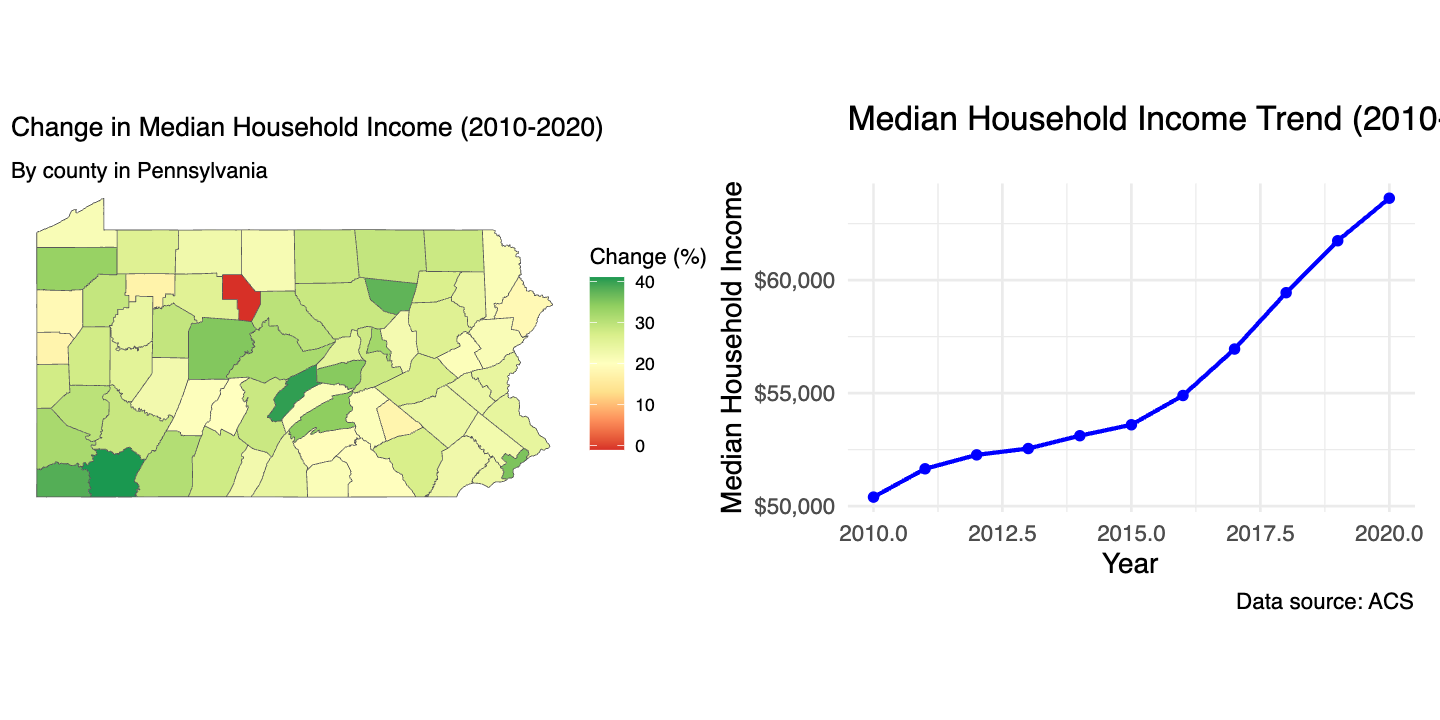 Change in Median Household Income (2010-2020)
By county in Pennsylvania
Change (%)
40
30
20
10
0
Median Household Income Trend (2010-
Median Household Income
$60,000
$55,000
$50,000
2010.0
2012.5
2015.0
2017.5
2020.0
Year
Data source: ACS